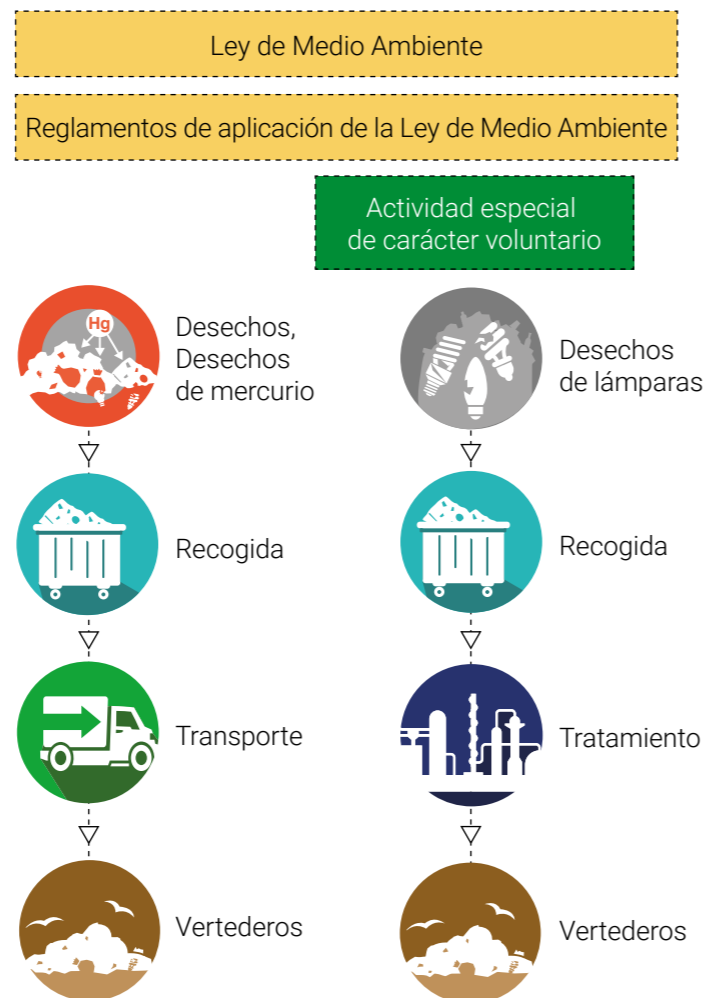 Ley de Medio Ambiente
Reglamentos de aplicación de la Ley de Medio Ambiente
Actividad especial
de carácter voluntario
Hg
Desechos,
Desechos
de mercurio
Desechos
de lámparas
Recogida
Recogida
Transporte
Tratamiento
Vertederos
Vertederos